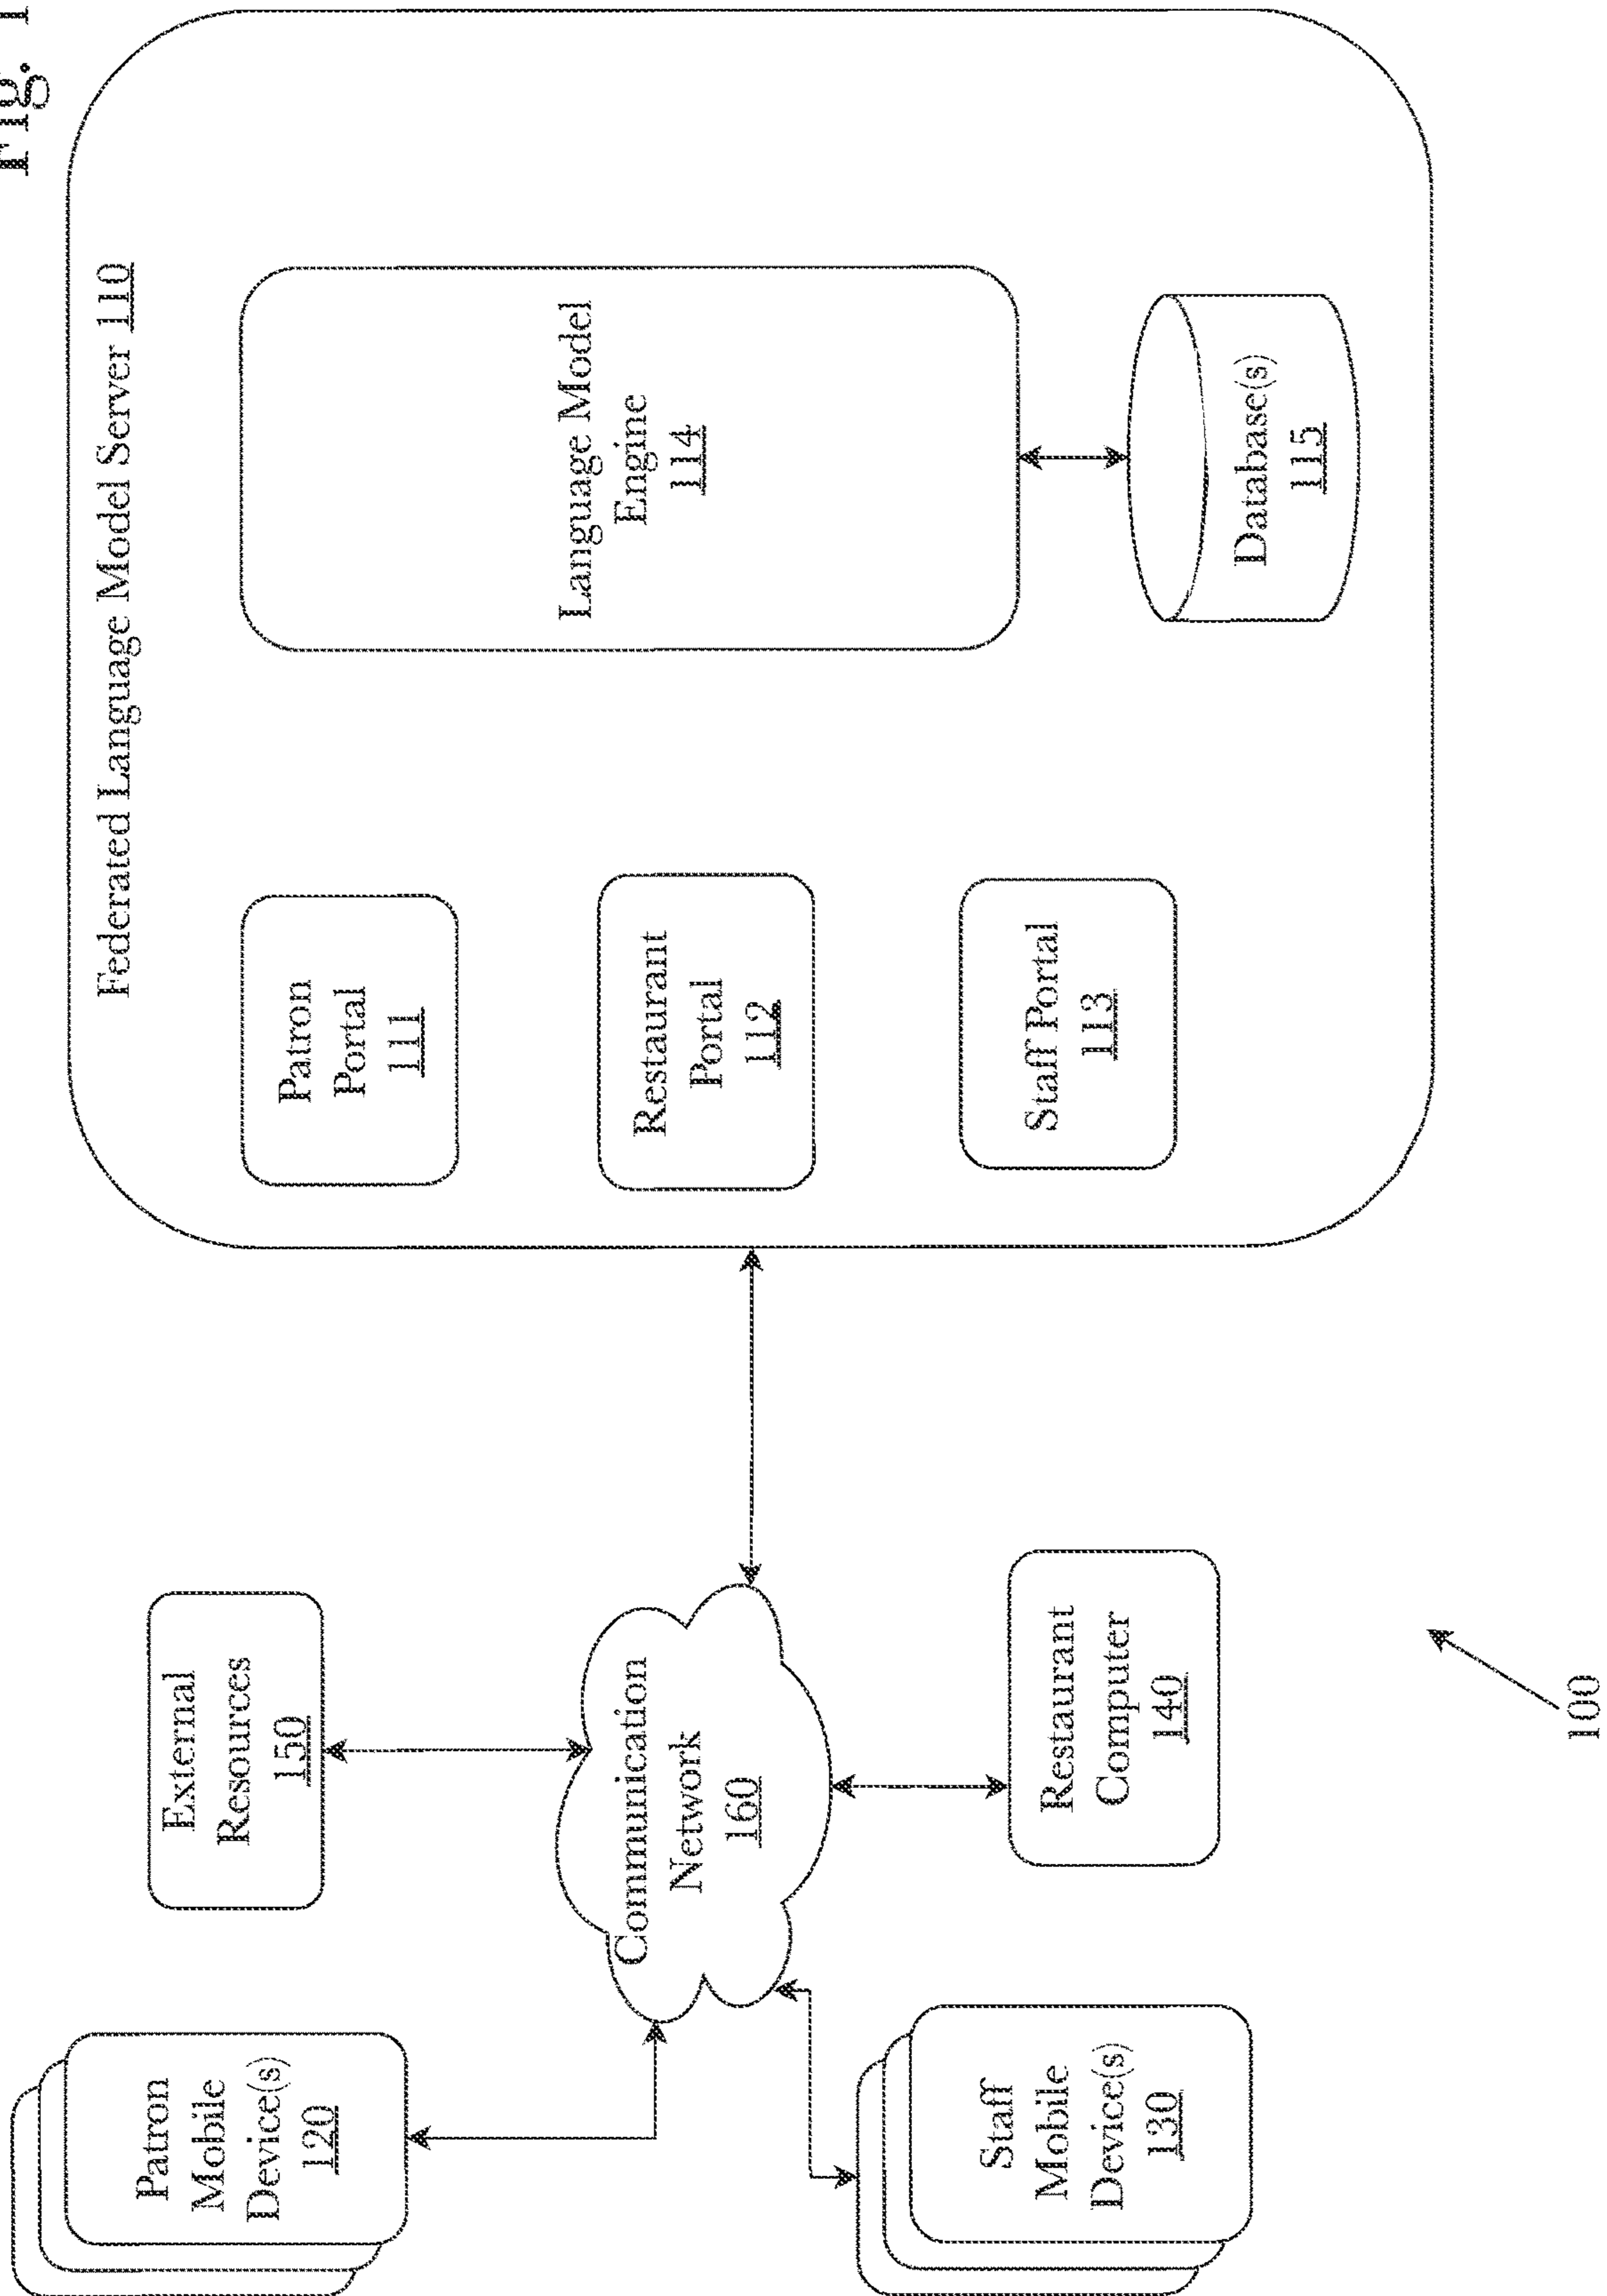 Fig. 1
Federated Language Model Server 110
Patron
Mobile
Device(s)
120
External
Resources
150
Patron
Portal
111
Language Model
Engine
114
Communication
Network
160
Restaurant
Portal
112
Staff
Mobile
Device(s)
130
Restaurant
Computer
140
Staff Portal
113
Database(s)
115
100